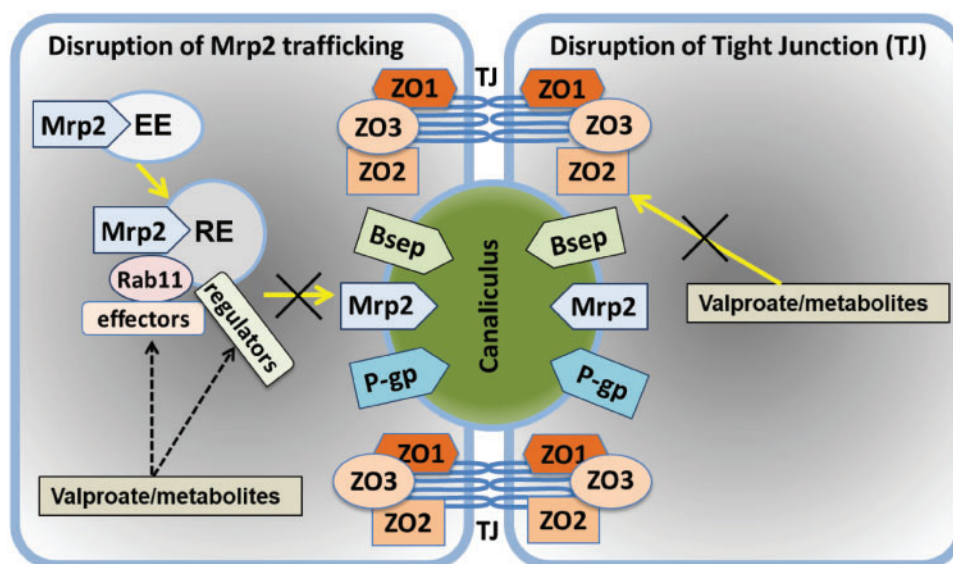 Disruption of Mrp2 trafficking
Disruption of Tight Junction (TJ)
TJ
ZO1
ZO1
Mrp2
EE
ZO3
ZO3
ZO2
ZO2
Mrp2
RE
Bsep
Bsep
Rab11
effectors
regulators
Mrp2
Canaliculus
Mrp2
Valproate/metabolites
P-gp
P-gp
Valproate/metabolites
ZO1
ZO1
ZO3
ZO3
ZO2
ZO2
TJ